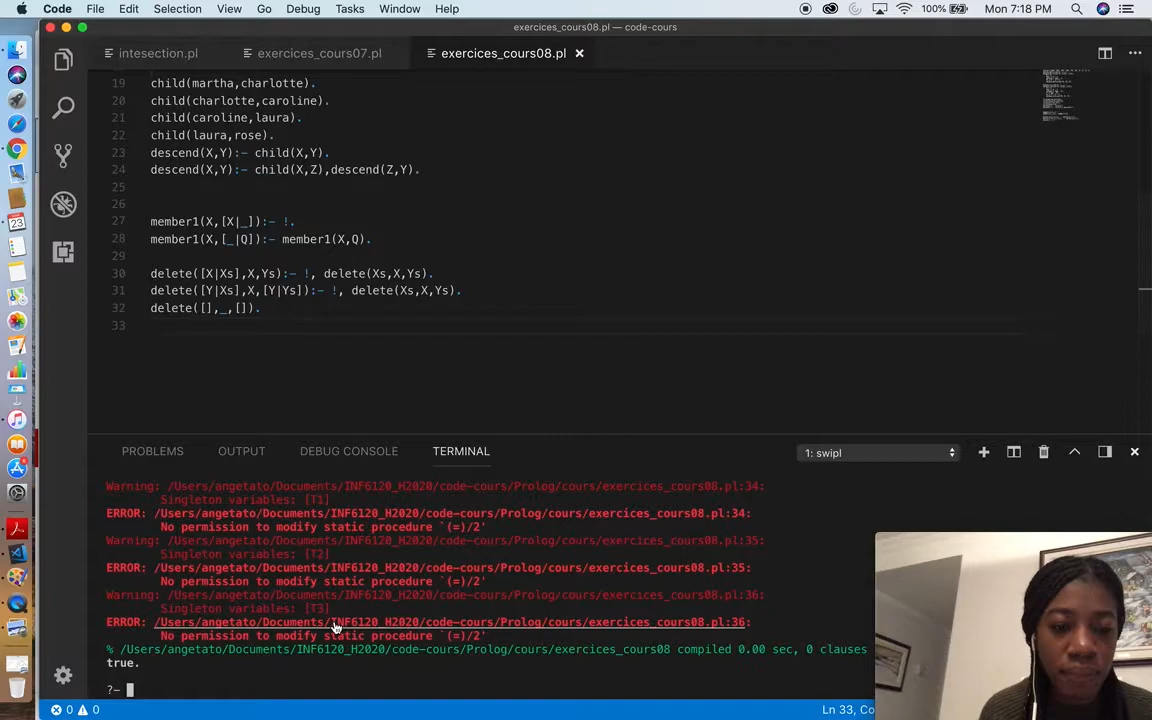 Code File Edit Selection View Go Debug Tasks Window Help 100% Mon 7:18 PM
exercices_cours08.pl — code-cours
intesection.pl exercices_cours07.pl exercices_cours08.pl
19 child(martha,charlotte).
20 child(charlotte,caroline).
21 child(caroline,laura).
22 child(laura,rose).
23 descend(X,Y):- child(X,Y).
24 descend(X,Y):- child(X,Z),descend(Z,Y).
25
26
27 member1(X,[X|_]):- !.
28 member1(X,[_|Q]):- member1(X,Q).
29
30 delete([X|Xs],X,Ys):- !, delete(Xs,X,Ys).
31 delete([Y|Xs],X,[Y|Ys]):- !, delete(Xs,X,Ys).
32 delete([],_,[]).
33
PROBLEMS OUTPUT DEBUG CONSOLE TERMINAL 1: swipl
Warning: /Users/angetato/Documents/INF6120_H2020/code-cours/Prolog/cours/exercices_cours08.pl:34:
Singleton variables: [T1]
ERROR: /Users/angetato/Documents/INF6120_H2020/code-cours/Prolog/cours/exercices_cours08.pl:34:
No permission to modify static procedure `(=)/2'
Warning: /Users/angetato/Documents/INF6120_H2020/code-cours/Prolog/cours/exercices_cours08.pl:35:
Singleton variables: [T2]
ERROR: /Users/angetato/Documents/INF6120_H2020/code-cours/Prolog/cours/exercices_cours08.pl:35:
No permission to modify static procedure `(=)/2'
Warning: /Users/angetato/Documents/INF6120_H2020/code-cours/Prolog/cours/exercices_cours08.pl:36:
Singleton variables: [T3]
ERROR: /Users/angetato/Documents/INF6120_H2020/code-cours/Prolog/cours/exercices_cours08.pl:36:
No permission to modify static procedure `(=)/2'
% /Users/angetato/Documents/INF6120_H2020/code-cours/Prolog/cours/exercices_cours08 compiled 0.00 sec, 0 clauses
true.
?-
0 0 Ln 33, Co